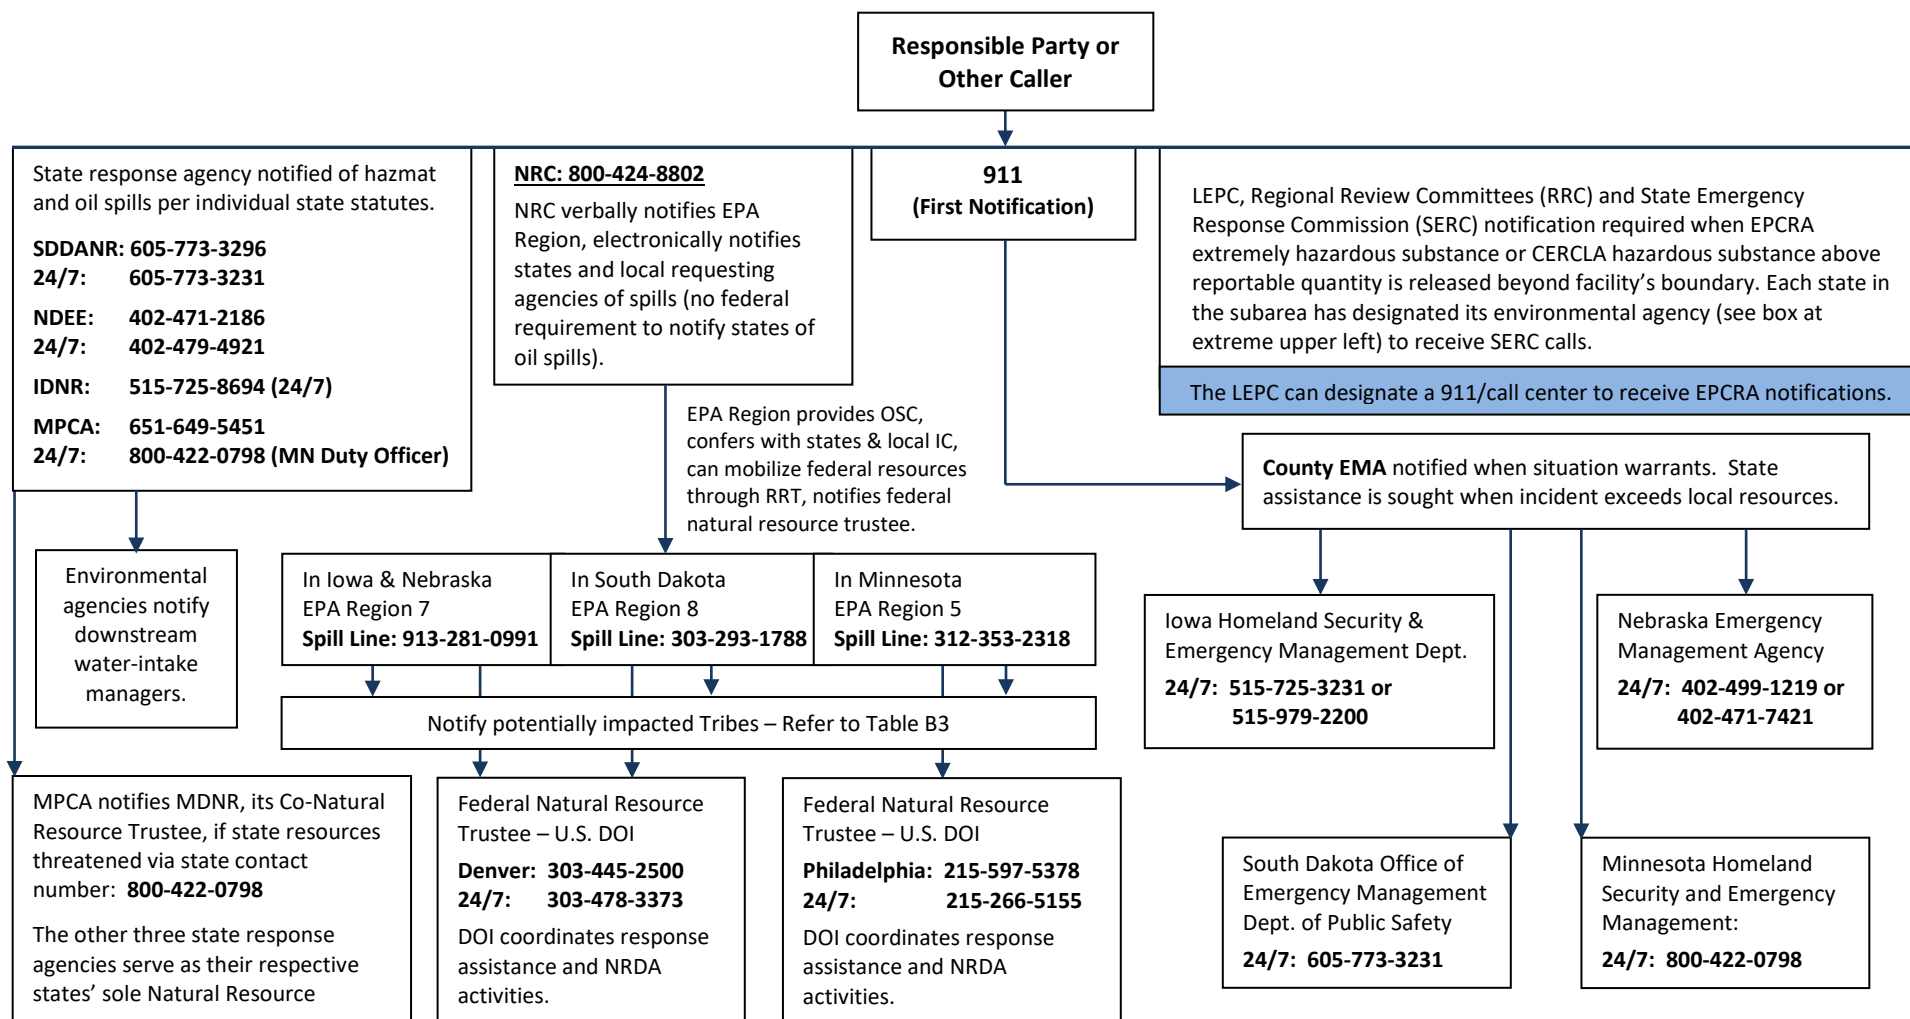 Responsible Party or
Other Caller
State response agency notified of hazmat
and oil spills per individual state statutes.
SDDANR: 605-773-3296
24/7: 605-773-3231
NDEE: 402-471-2186
24/7: 402-479-4921
IDNR: 515-725-8694 (24/7)
MPCA: 651-649-5451
24/7: 800-422-0798 (MN Duty Officer)
NRC: 800-424-8802
NRC verbally notifies EPA
Region, electronically notifies
states and local requesting
agencies of spills (no federal
requirement to notify states of
oil spills).
911
(First Notification)
LEPC, Regional Review Committees (RRC) and State Emergency
Response Commission (SERC) notification required when EPCRA
extremely hazardous substance or CERCLA hazardous substance above
reportable quantity is released beyond facility’s boundary. Each state in
the subarea has designated its environmental agency (see box at
extreme upper left) to receive SERC calls.
The LEPC can designate a 911/call center to receive EPCRA notifications.
EPA Region provides OSC,
confers with states & local IC,
can mobilize federal resources
through RRT, notifies federal
natural resource trustee.
County EMA notified when situation warrants. State
assistance is sought when incident exceeds local resources.
Environmental
agencies notify
downstream
water-intake
managers.
In Iowa & Nebraska
EPA Region 7
Spill Line: 913-281-0991
In South Dakota
EPA Region 8
Spill Line: 303-293-1788
In Minnesota
EPA Region 5
Spill Line: 312-353-2318
Iowa Homeland Security &
Emergency Management Dept.
24/7: 515-725-3231 or
515-979-2200
Nebraska Emergency
Management Agency
24/7: 402-499-1219 or
402-471-7421
Notify potentially impacted Tribes – Refer to Table B3
MPCA notifies MDNR, its Co-Natural
Resource Trustee, if state resources
threatened via state contact
number: 800-422-0798
The other three state response
agencies serve as their respective
states’ sole Natural Resource
Federal Natural Resource
Trustee – U.S. DOI
Denver: 303-445-2500
24/7: 303-478-3373
DOI coordinates response
assistance and NRDA
activities.
Federal Natural Resource
Trustee – U.S. DOI
Philadelphia: 215-597-5378
24/7: 215-266-5155
DOI coordinates response
assistance and NRDA
activities.
South Dakota Office of
Emergency Management
Dept. of Public Safety
24/7: 605-773-3231
Minnesota Homeland
Security and Emergency
Management:
24/7: 800-422-0798